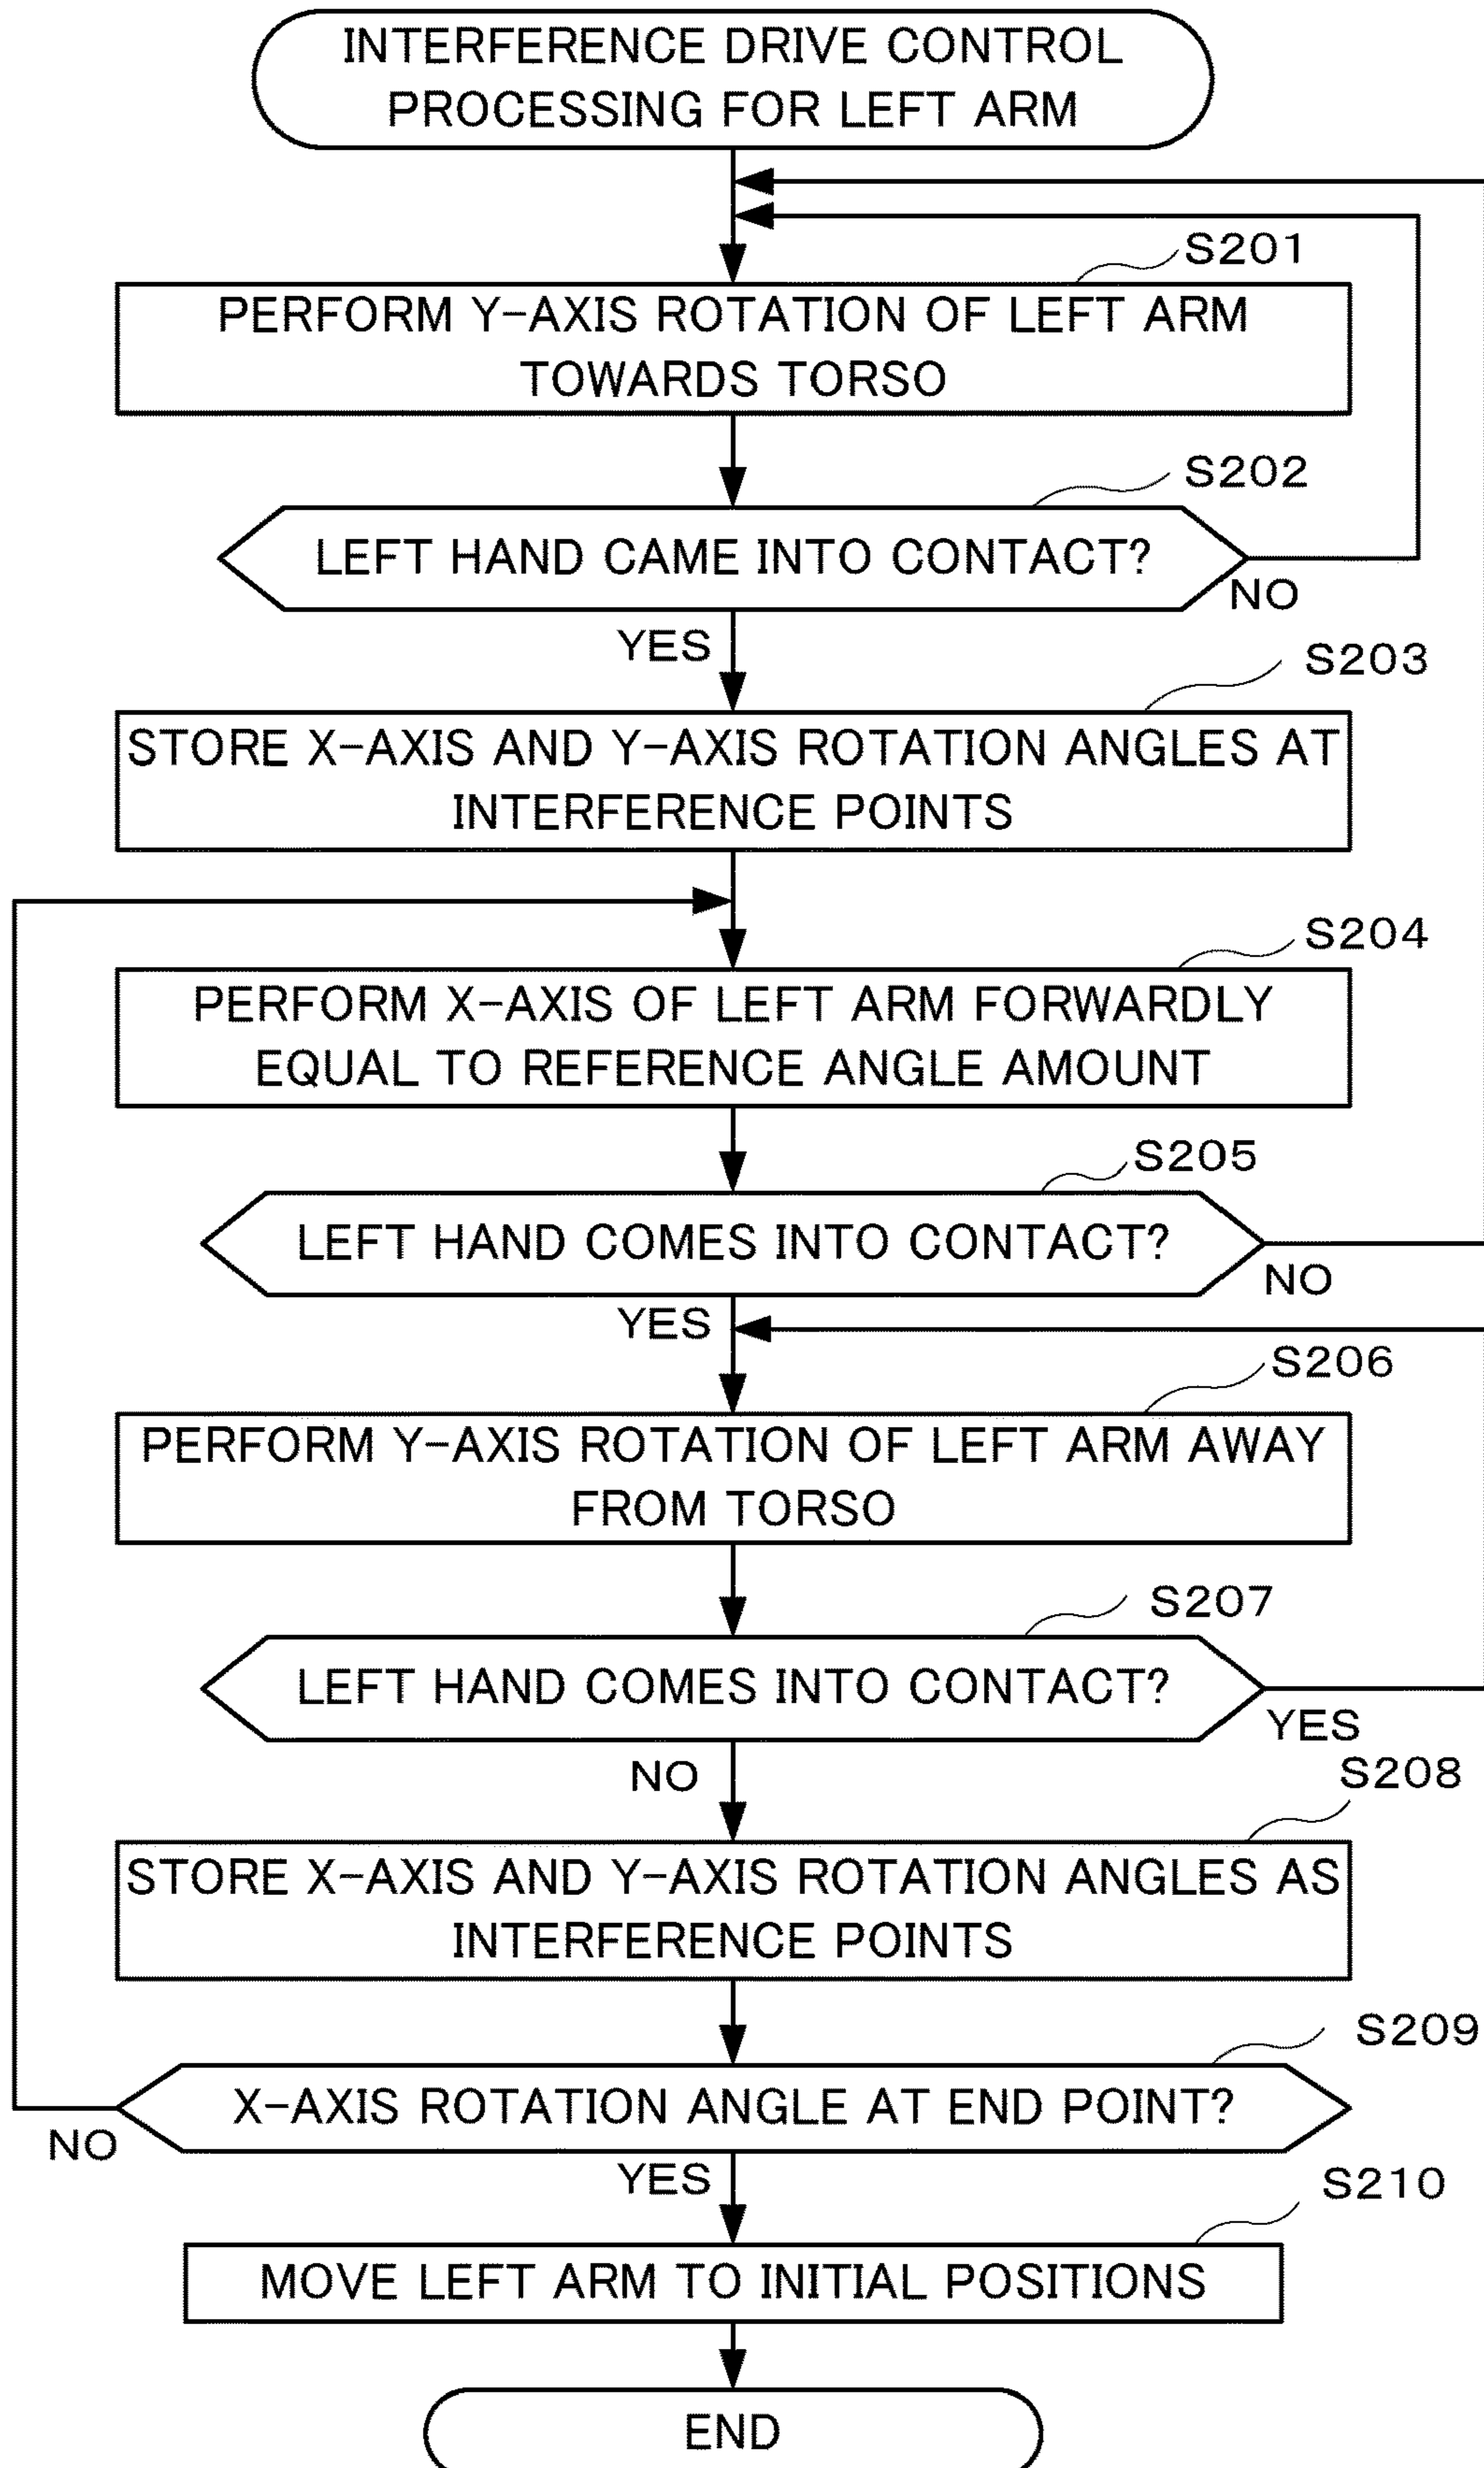 INTERFERENCE DRIVE CONTROL
PROCESSING FOR LEFT ARM
S201
PERFORM Y-AXIS ROTATION OF LEFT ARM
TOWARDS TORSO
S202
LEFT HAND CAME INTO CONTACT?
NO
YES
S203
STORE X-AXIS AND Y-AXIS ROTATION ANGLES AT
INTERFERENCE POINTS
S204
PERFORM X-AXIS OF LEFT ARM FORWARDLY
EQUAL TO REFERENCE ANGLE AMOUNT
S205
LEFT HAND COMES INTO CONTACT?
NO
YES
S206
PERFORM Y-AXIS ROTATION OF LEFT ARM AWAY
FROM TORSO
S207
LEFT HAND COMES INTO CONTACT?
YES
NO
S208
STORE X-AXIS AND Y-AXIS ROTATION ANGLES AS
INTERFERENCE POINTS
S209
X-AXIS ROTATION ANGLE AT END POINT?
NO
YES
S210
MOVE LEFT ARM TO INITIAL POSITIONS
END